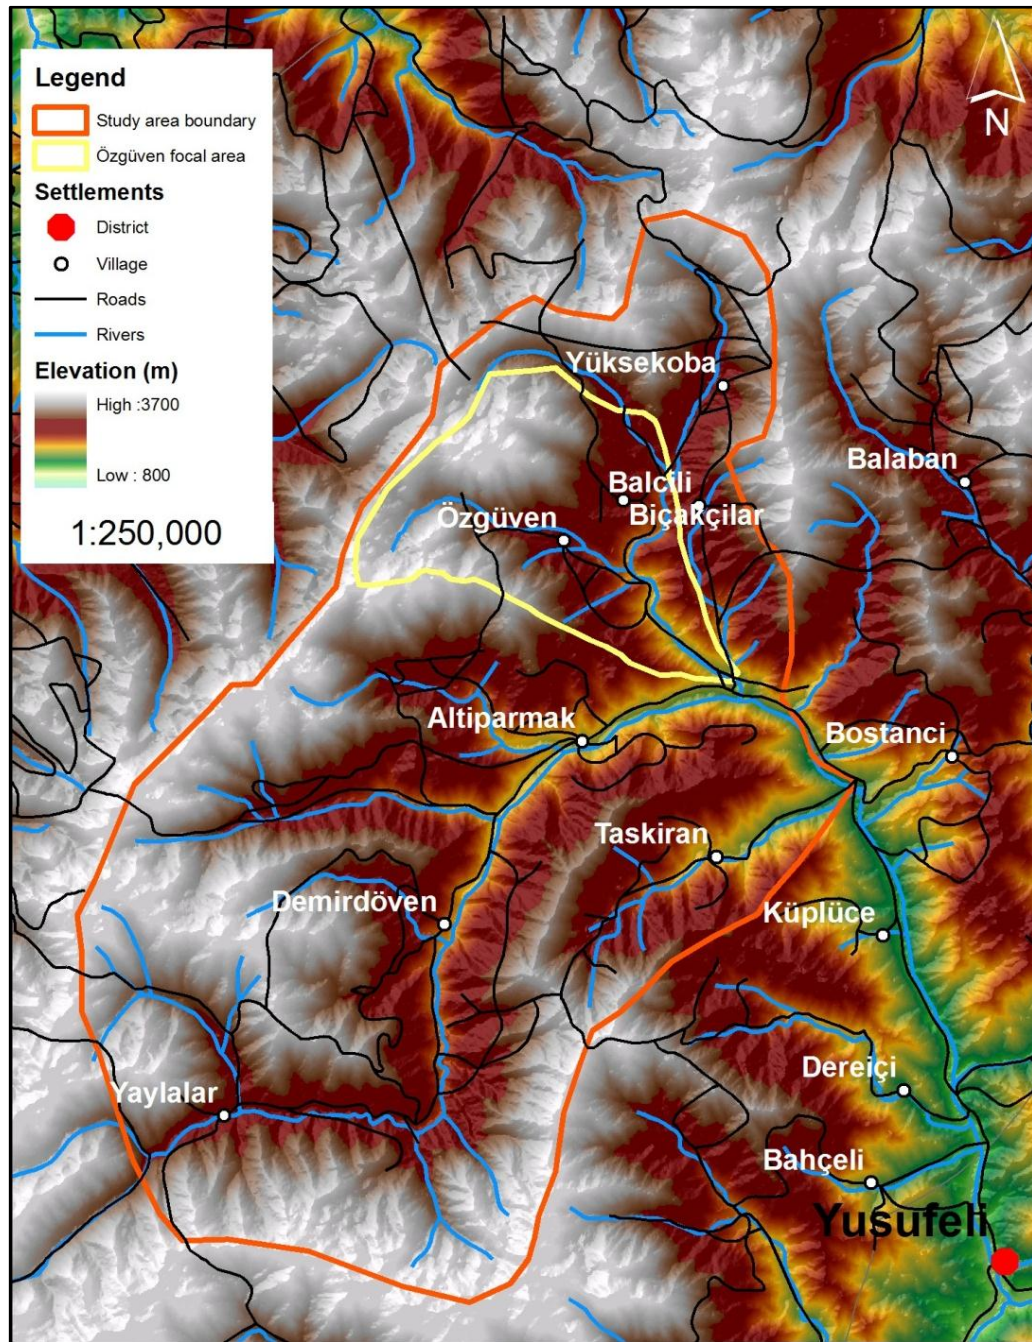 Legend
Study area boundary
Özgüven focal area
Settlements
District
Village
Roads
Rivers
Elevation (m)
High :3700
Low : 800
1:250,000
N
Yüksekoba
Balcili
Biçakçilar
Özgüven
Balaban
Altiparmak
Bostanci
Taskiran
Demirdöven
Küplüce
Dereiçi
Yaylalar
Bahçeli
Yusufeli